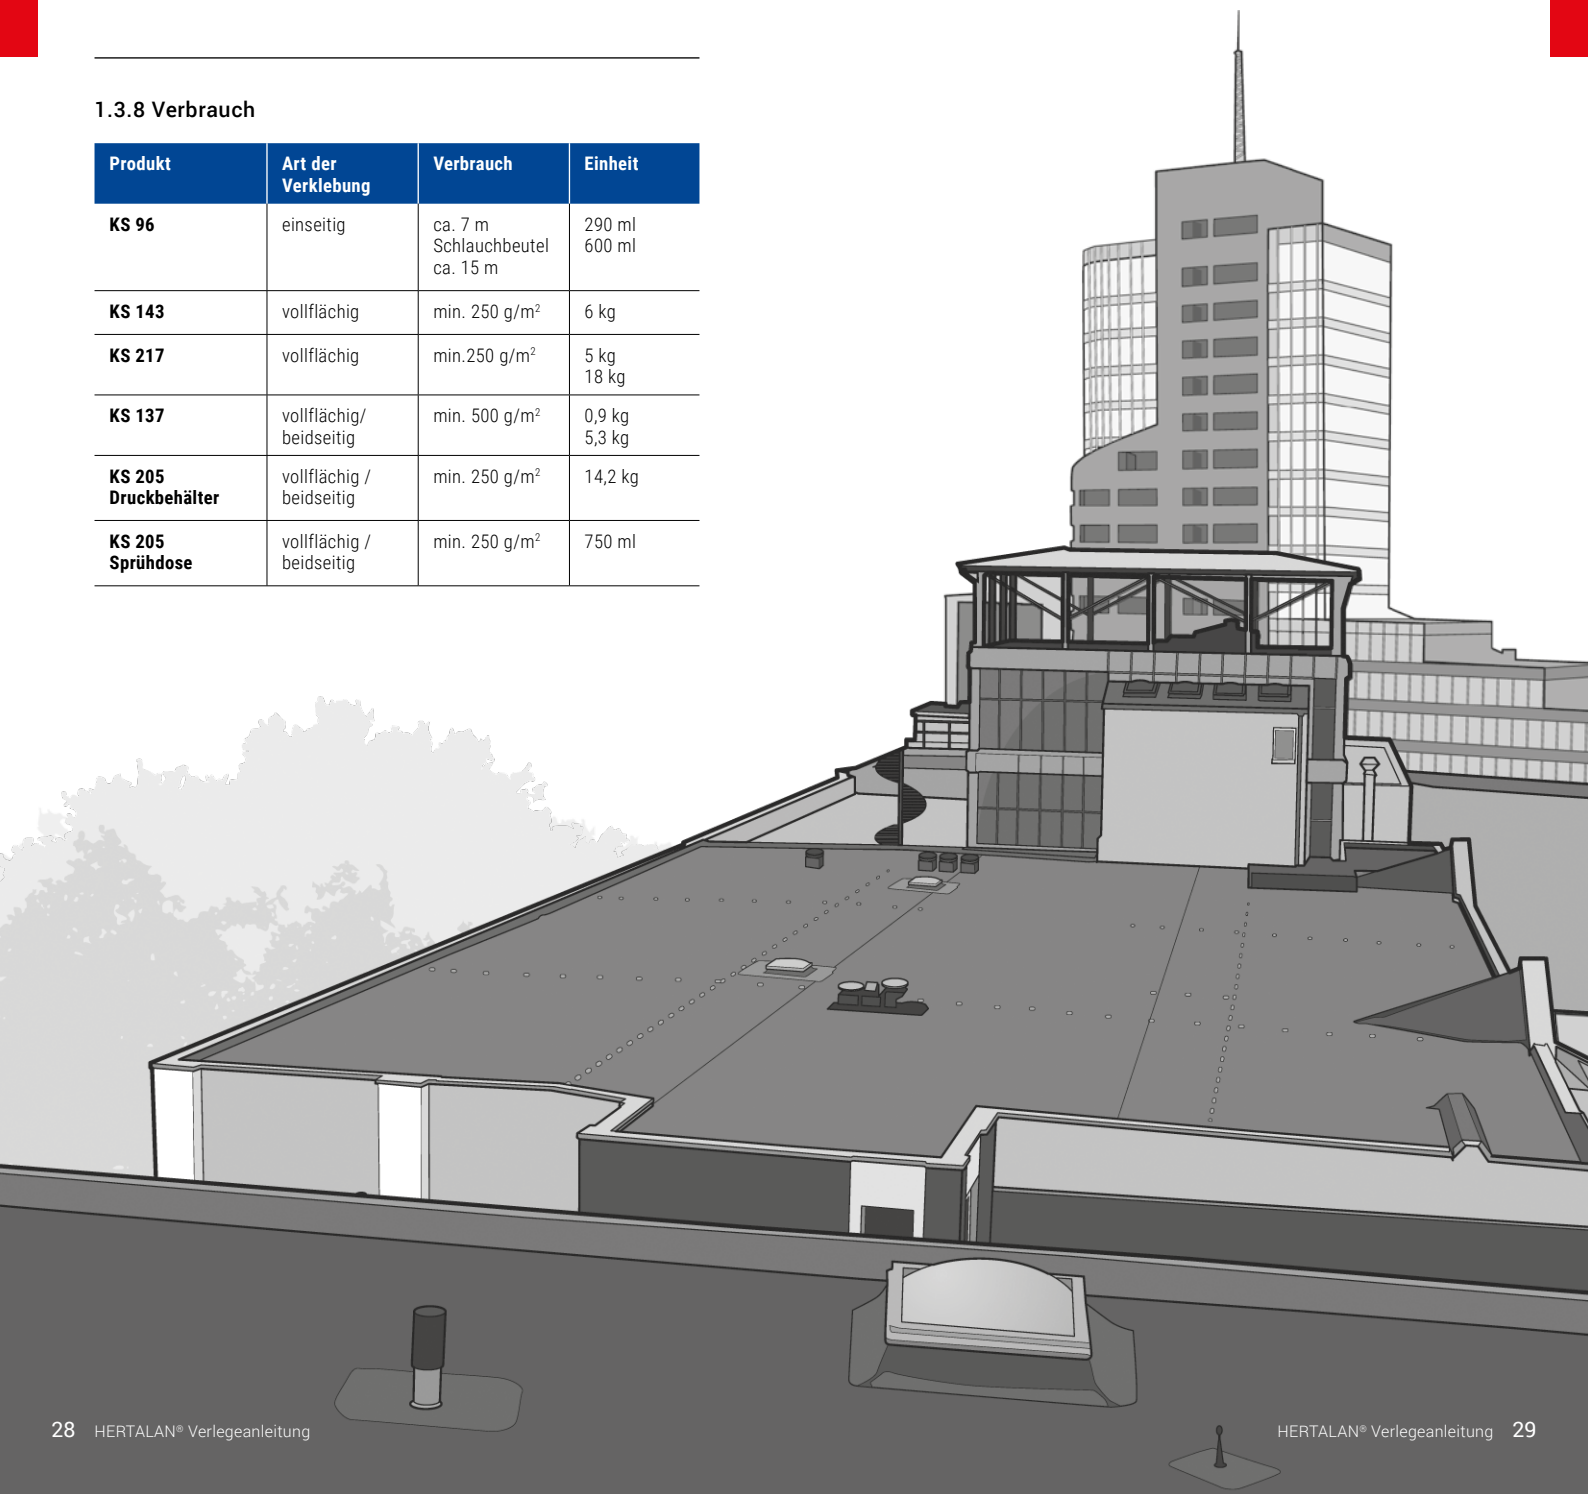 1.3.8 Verbrauch
Produkt
Art der
Verklebung
Verbrauch
Einheit
KS 96
einseitig
ca. 7 m
Schlauchbeutel
ca. 15 m
290 ml
600 ml
KS 143
vollflächig
min. 250 g/m²
6 kg
KS 217
vollflächig
min.250 g/m²
5 kg
18 kg
KS 137
vollflächig/
beidseitig
min. 500 g/m²
0,9 kg
5,3 kg
KS 205
Druckbehälter
vollflächig /
beidseitig
min. 250 g/m²
14,2 kg
KS 205
Sprühdose
vollflächig /
beidseitig
min. 250 g/m²
750 ml
28 HERTALAN® Verlegeanleitung
HERTALAN® Verlegeanleitung 29